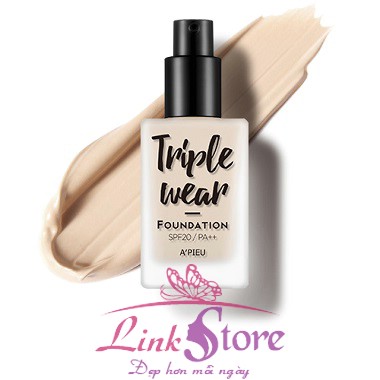 Triple
wear
FOUNDATION
SPF20 / PA++
A'PIEU
Link Store
Đẹp hơn mỗi ngày